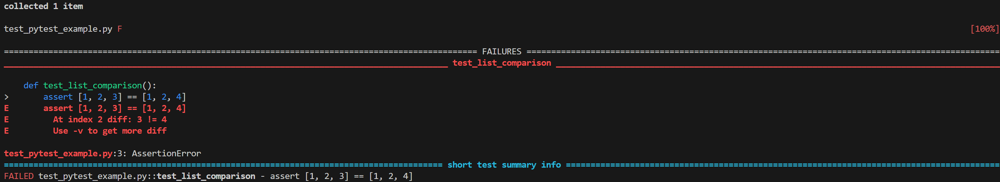 collected 1 item
test_pytest_example.py F [100%]
================================================================================================ FAILURES ================================================================================================
__________________________________________________________________________________________ test_list_comparison __________________________________________________________________________________________
    def test_list_comparison():
>       assert [1, 2, 3] == [1, 2, 4]
E       assert [1, 2, 3] == [1, 2, 4]
E         At index 2 diff: 3 != 4
E         Use -v to get more diff
test_pytest_example.py:3: AssertionError
========================================================================================= short test summary info ========================================================================================
FAILED test_pytest_example.py::test_list_comparison - assert [1, 2, 3] == [1, 2, 4]